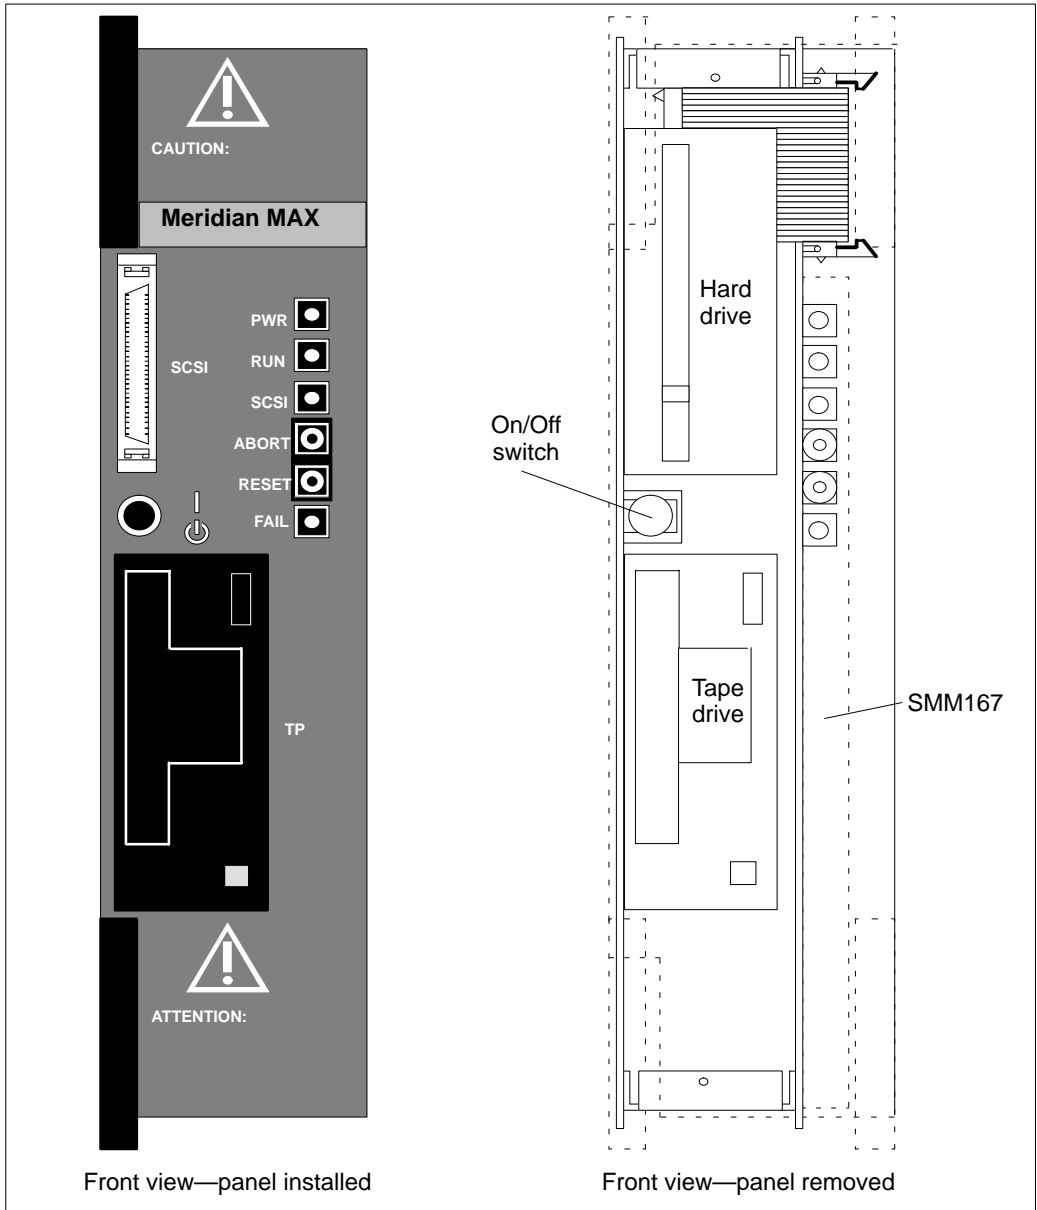 CAUTION:
Meridian MAX
SCSI
PWR
RUN
SCSI
ABORT
RESET
FAIL
TP
ATTENTION:
Front view—panel installed
Hard
drive
On/Off
switch
Tape
drive
SMM167
Front view—panel removed